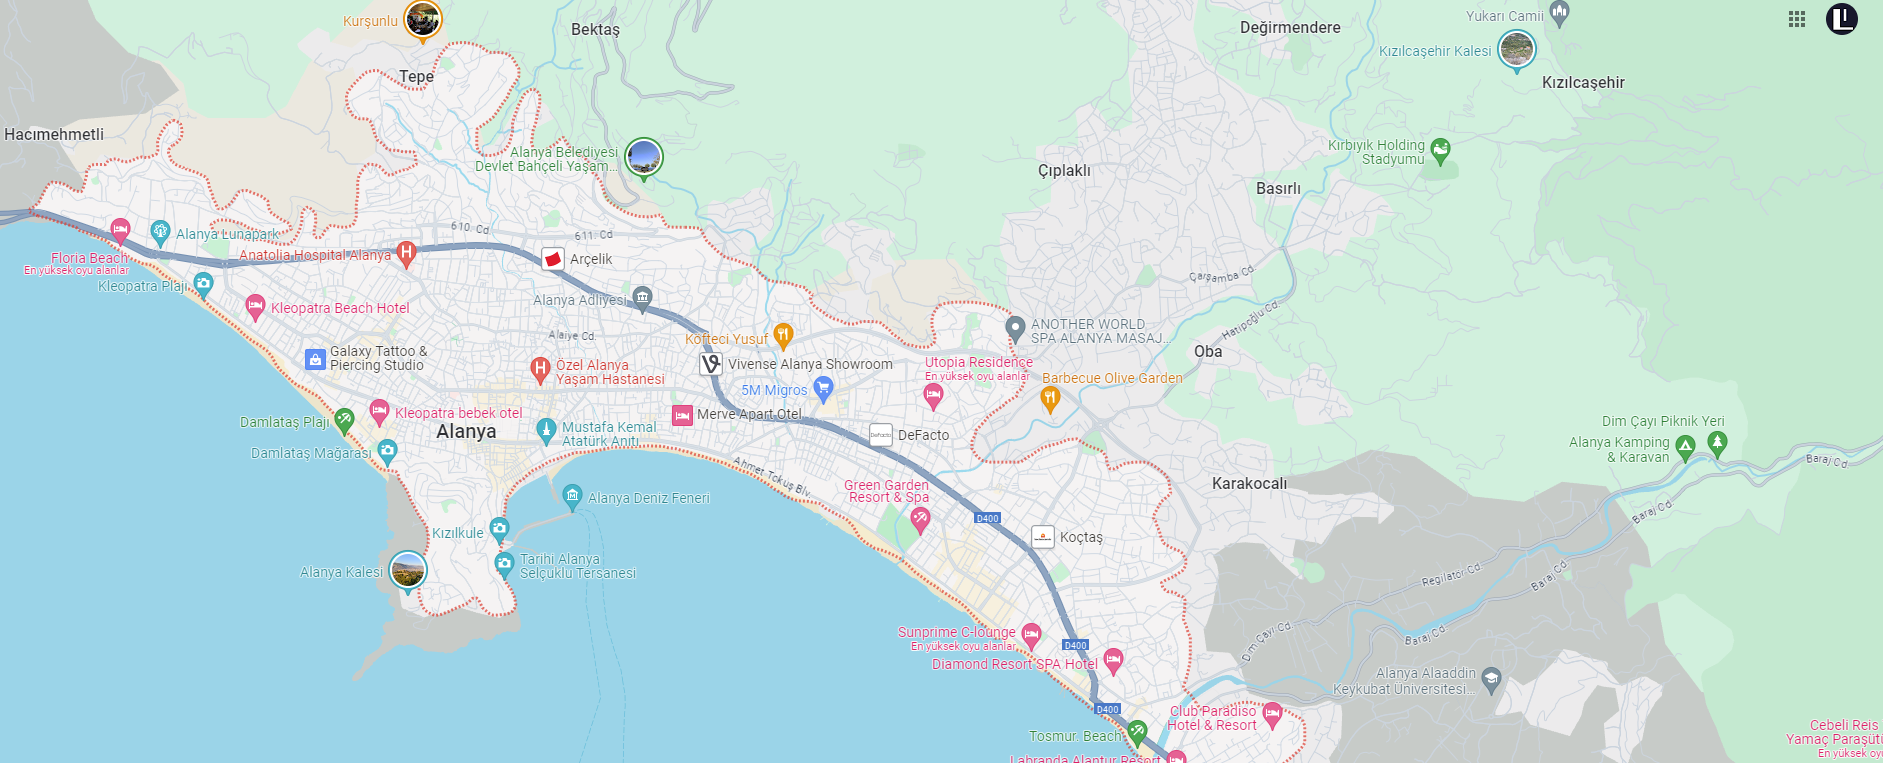 Kurşunlu
Bektaş
Değirmendere
Yukarı Camii
Kızılcaşehir Kalesi
Kızılcaşehir
Tepe
Hacımehmetli
Alanya Belediyesi
Devlet Bahçeli Yaşam...
Çıplaklı
Basırlı
Kırbıyık Holding
Stadyumu
610. Cd
611. Cd
Alanya Lunapark
Anatolia Hospital Alanya
Arçelik
Floria Beach
En yüksek oyu alanlar
Kleopatra Plajı
Kleopatra Beach Hotel
Alanya Adliyesi
Alaiye Cd.
Çarşamba Cd.
Hatipoğlu Cd.
Köfteci Yusuf
ANOTHER WORLD
SPA ALANYA MASAJ...
Oba
Galaxy Tattoo &
Piercing Studio
Özel Alanya
Yaşam Hastanesi
Vivense Alanya Showroom
Utopia Residence
En yüksek oyu alanlar
Barbecue Olive Garden
5M Migros
Merve Apart Otel
DeFacto
DeFacto
Damlataş Plajı
Kleopatra bebek otel
Alanya
Mustafa Kemal
Atatürk Anıtı
Damlataş Mağarası
Dim Çayı Piknik Yeri
Alanya Kamping
& Karavan
Baraj Cd
Ahmet Tokuş Blv
Green Garden
Resort & Spa
Karakocalı
Alanya Deniz Feneri
D400
Baraj Cd.
Kızılkule
Koçtaş
Tarihi Alanya
Selçuklu Tersanesi
Alanya Kalesi
Regülatör Cd.
Baraj Cd.
Sunprime C-lounge
En yüksek oyu alanlar
D400
Dim Çayı Cd.
Baraj Cd.
Diamond Resort SPA Hotel
Alanya Alaaddin
Keykubat Üniversitesi...
D400
Club Paradiso
Hotel & Resort
Tosmur. Beach
Labranda Alantur Resort
Cebeli Reis
Yamaç Paraşütü
En yüksek oyu